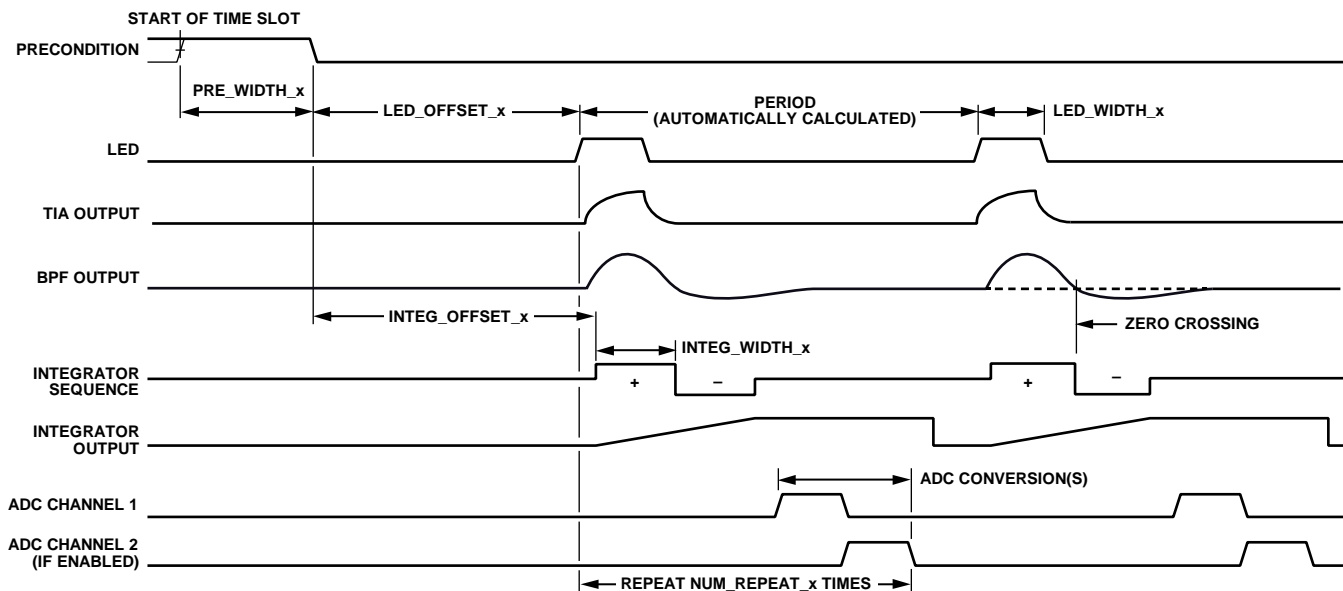 START OF TIME SLOT
PRECONDITION
PRE_WIDTH_x
LED_OFFSET_x
PERIOD
(AUTOMATICALLY CALCULATED)
LED_WIDTH_x
LED
TIA OUTPUT
BPF OUTPUT
INTEG_OFFSET_x
ZERO CROSSING
INTEG_WIDTH_x
INTEGRATOR
SEQUENCE
+
–
+
–
INTEGRATOR
OUTPUT
ADC CONVERSION(S)
ADC CHANNEL 1
ADC CHANNEL 2
(IF ENABLED)
REPEAT NUM_REPEAT_x TIMES